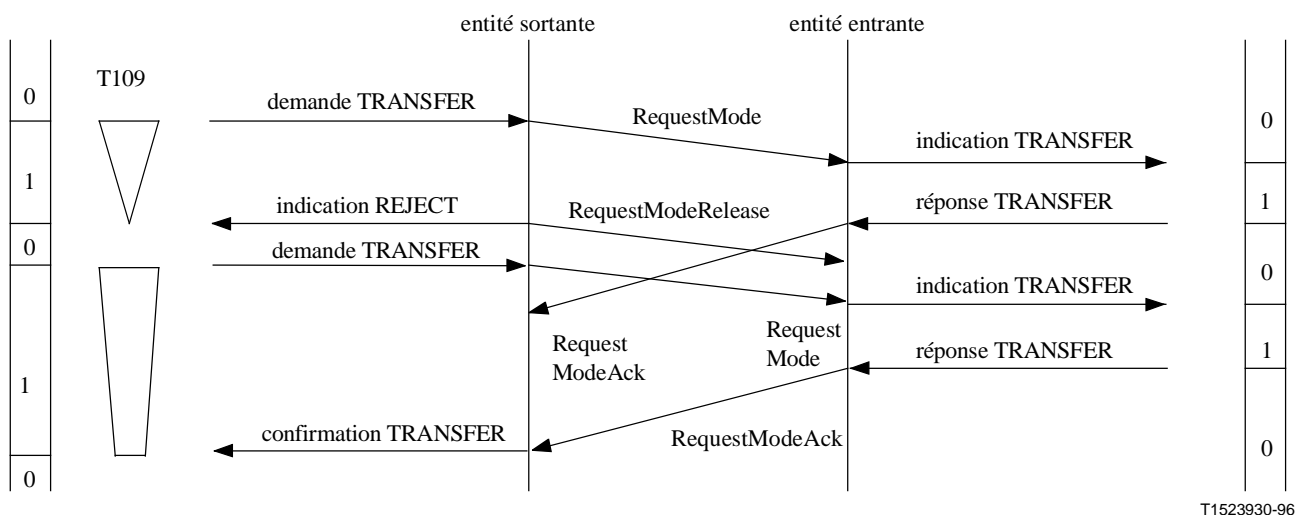 entité sortante
entité entrante
T109
0
demande TRANSFER
RequestMode
0
indication TRANSFER
1
indication REJECT
RequestModeRelease
réponse TRANSFER
1
0
demande TRANSFER
0
indication TRANSFER
Request
ModeAck
Request
Mode
réponse TRANSFER
1
1
confirmation TRANSFER
RequestModeAck
0
0
T1523930-96